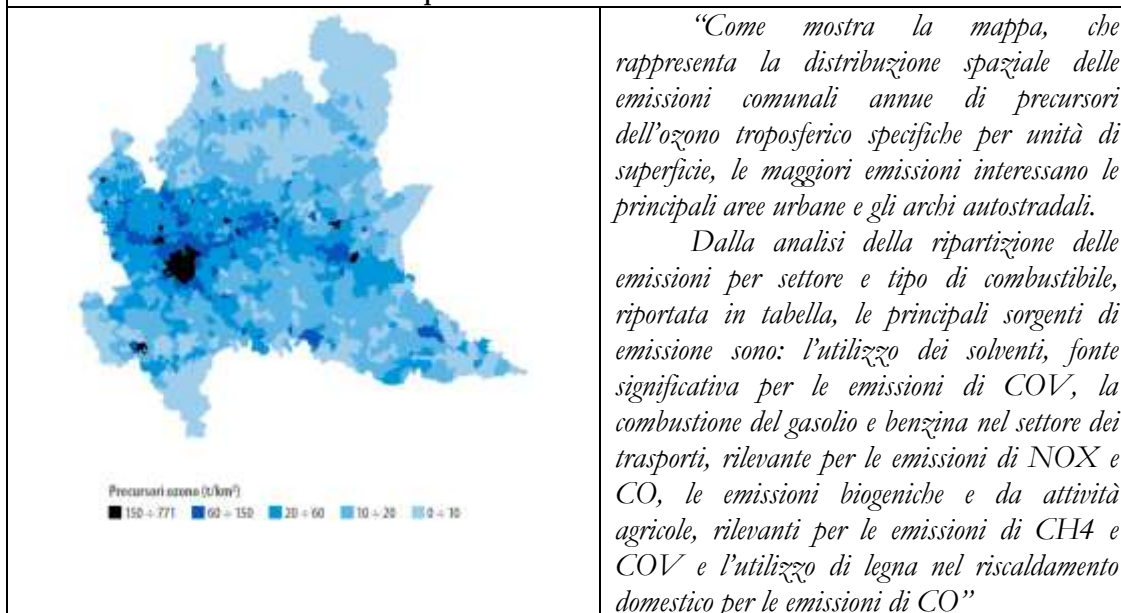 Precursori ozono (t/km²)
150 ÷ 771 60 ÷ 150 20 ÷ 60 10 ÷ 20 0 ÷ 10
“Come mostra la mappa, che
rappresenta la distribuzione spaziale delle
emissioni comunali annue di precursori
dell’ozono troposferico specifiche per unità di
superficie, le maggiori emissioni interessano le
principali aree urbane e gli archi autostradali.
Dalla analisi della ripartizione delle
emissioni per settore e tipo di combustibile,
riportata in tabella, le principali sorgenti di
emissione sono: l’utilizzo dei solventi, fonte
significativa per le emissioni di COV, la
combustione del gasolio e benzina nel settore dei
trasporti, rilevante per le emissioni di NOX e
CO, le emissioni biogeniche e da attività
agricole, rilevanti per le emissioni di CH4 e
COV e l’utilizzo di legna nel riscaldamento
domestico per le emissioni di CO”